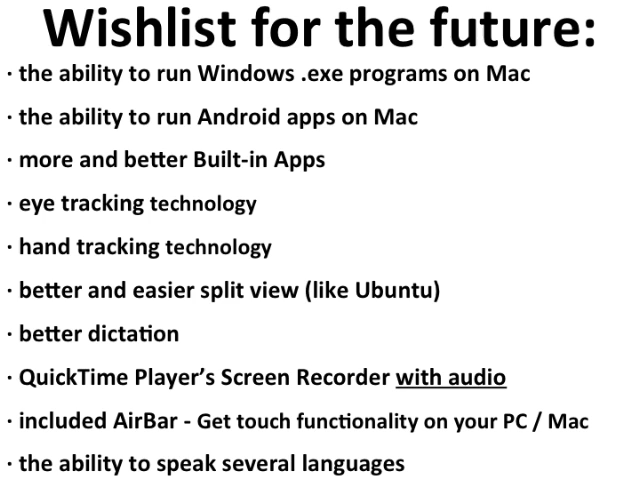 Wishlist for the future:
· the ability to run Windows .exe programs on Mac
· the ability to run Android apps on Mac
· more and better Built-in Apps
· eye tracking technology
· hand tracking technology
· better and easier split view (like Ubuntu)
· better dictation
· QuickTime Player’s Screen Recorder with audio
· included AirBar - Get touch functionality on your PC / Mac
· the ability to speak several languages